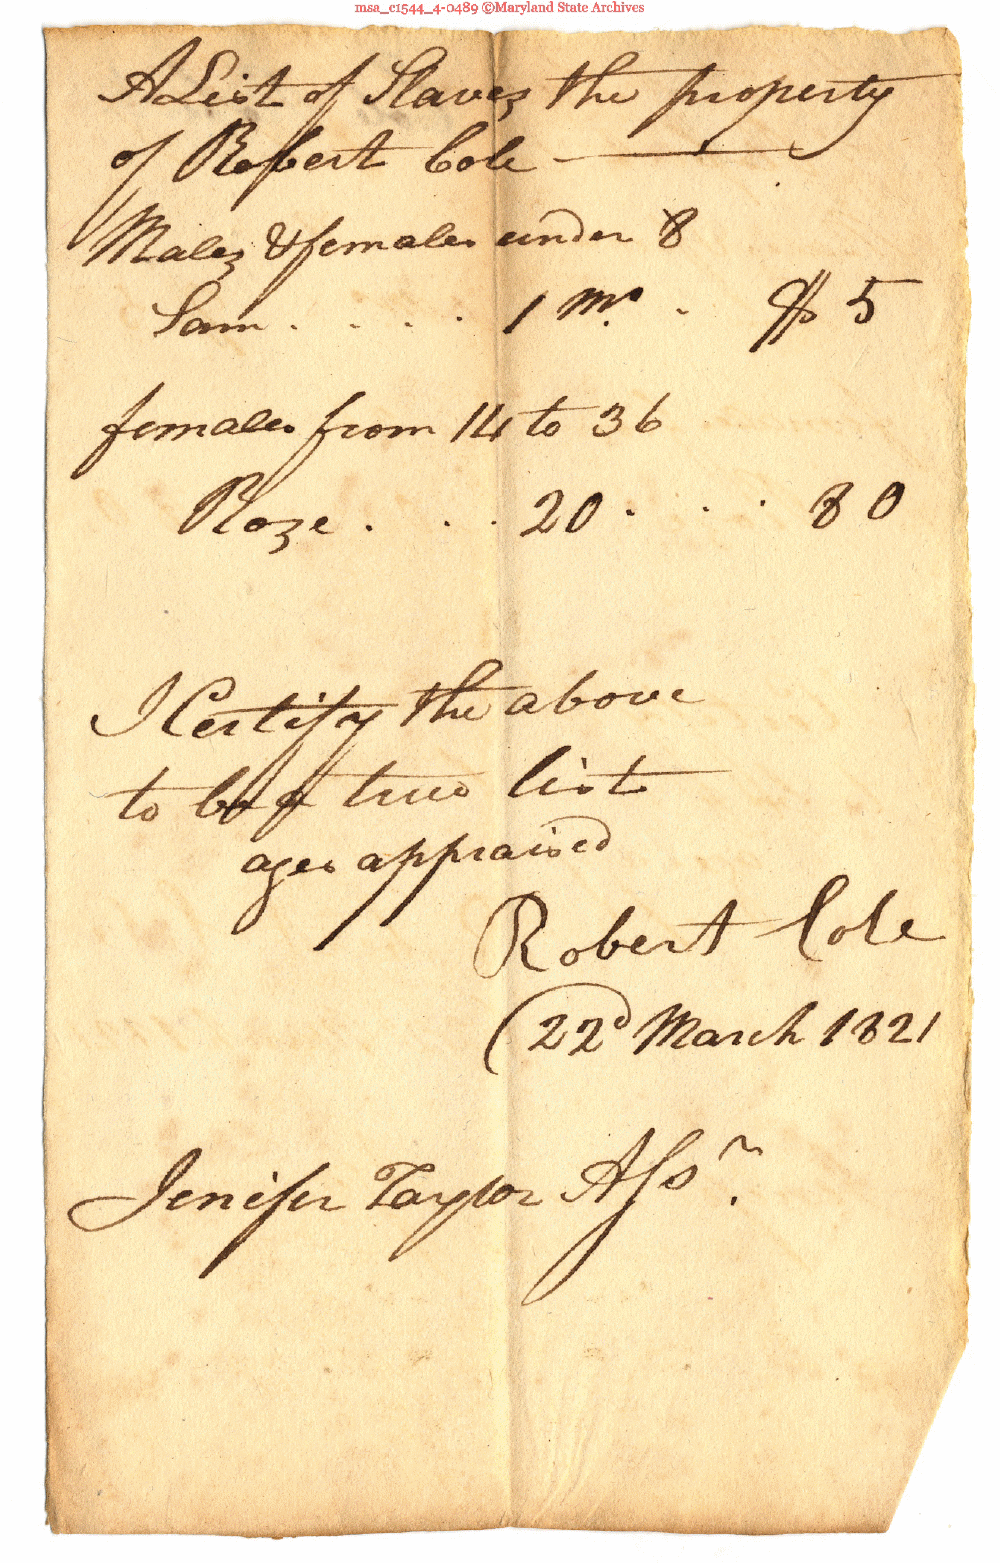 msa_c1544_4-0489 ©Maryland State Archives
A List of Slaves the property
of Robert Cole
Males & females under 8
Sam . . . . 1 Mo. . $ 5
females from 14 to 36
Roze . . . 20 . . . 80
I Certify the above
to be a true list
ages appraised
Robert Cole
22d March 1821
Jenifer Taylor Assr.